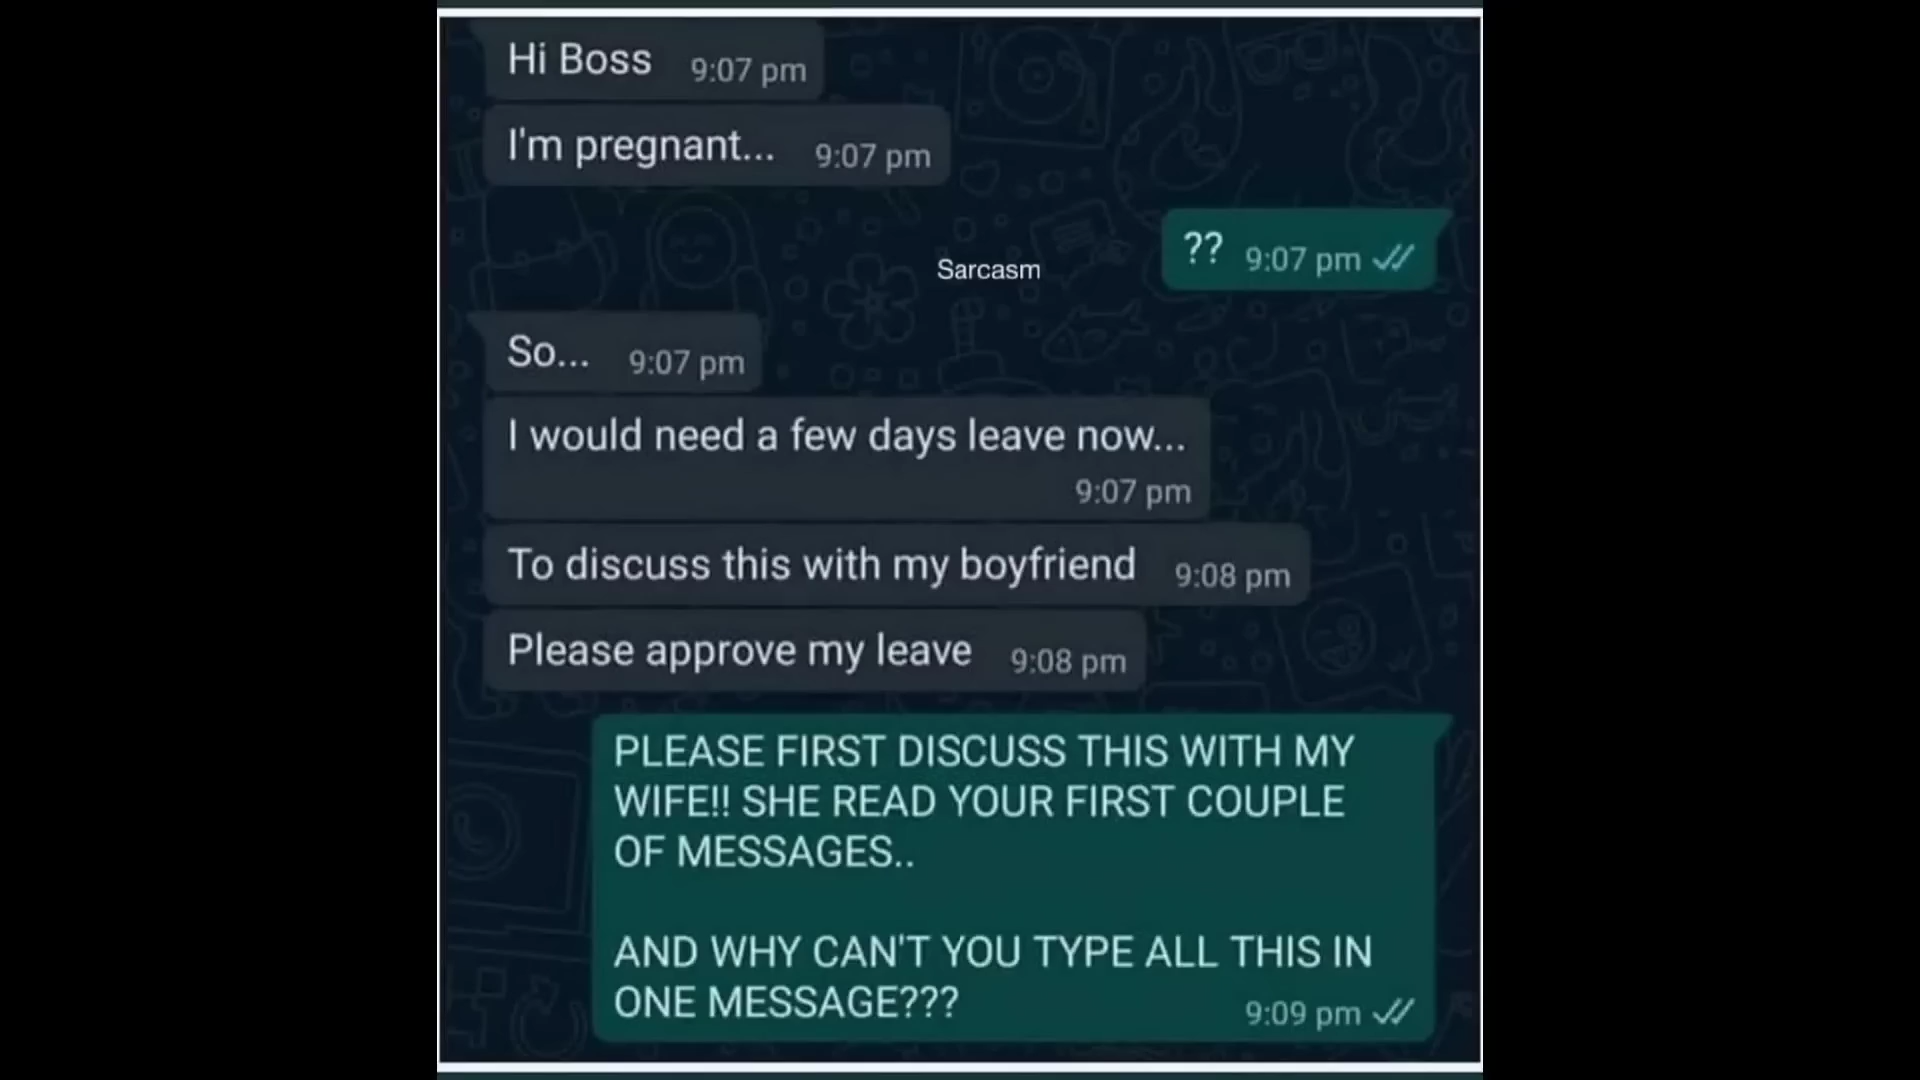 Hi Boss 9:07 pm
I'm pregnant... 9:07 pm
?? 9:07 pm
Sarcasm
So... 9:07 pm
I would need a few days leave now...
9:07 pm
To discuss this with my boyfriend 9:08 pm
Please approve my leave 9:08 pm
PLEASE FIRST DISCUSS THIS WITH MY
WIFE!! SHE READ YOUR FIRST COUPLE
OF MESSAGES..
AND WHY CAN'T YOU TYPE ALL THIS IN
ONE MESSAGE??? 9:09 pm